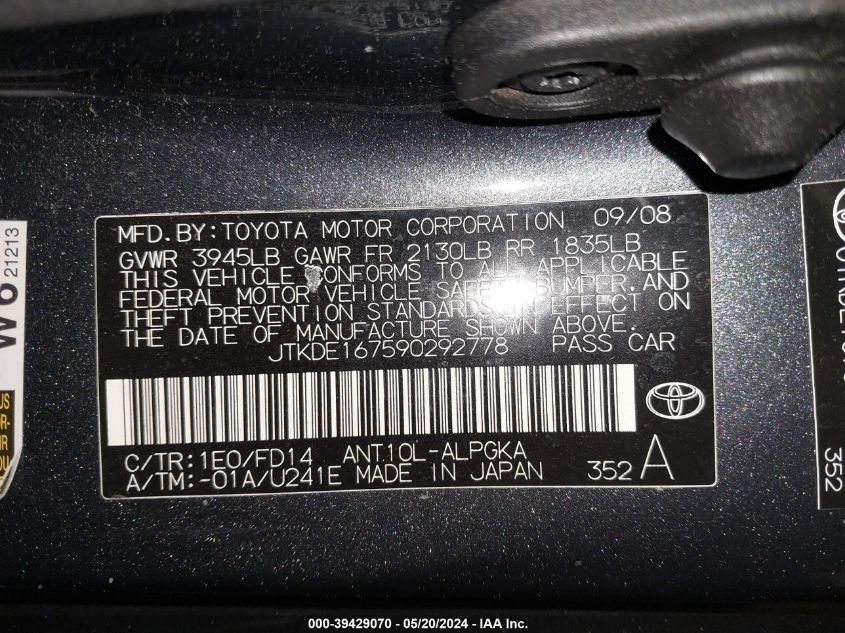 MFD.BY:TOYOTA MOTOR CORPORATION 09/08
GVWR 3945LB GAWR FR 2130LB RR 1835LB
THIS VEHICLE CONFORMS TO ALL APPLICABLE
FEDERAL MOTOR VEHICLE SAFETY, BUMPER, AND
THEFT PREVENTION STANDARDS IN EFFECT ON
THE DATE OF MANUFACTURE SHOWN ABOVE.
JTKDE167590292778 PASS CAR
C/TR:1E0/FD14 ANT10L-ALPGKA
A/TM:-01A/U241E MADE IN JAPAN 352 A
W6
21213
352
000-39429070 - 05/20/2024 - IAA Inc.